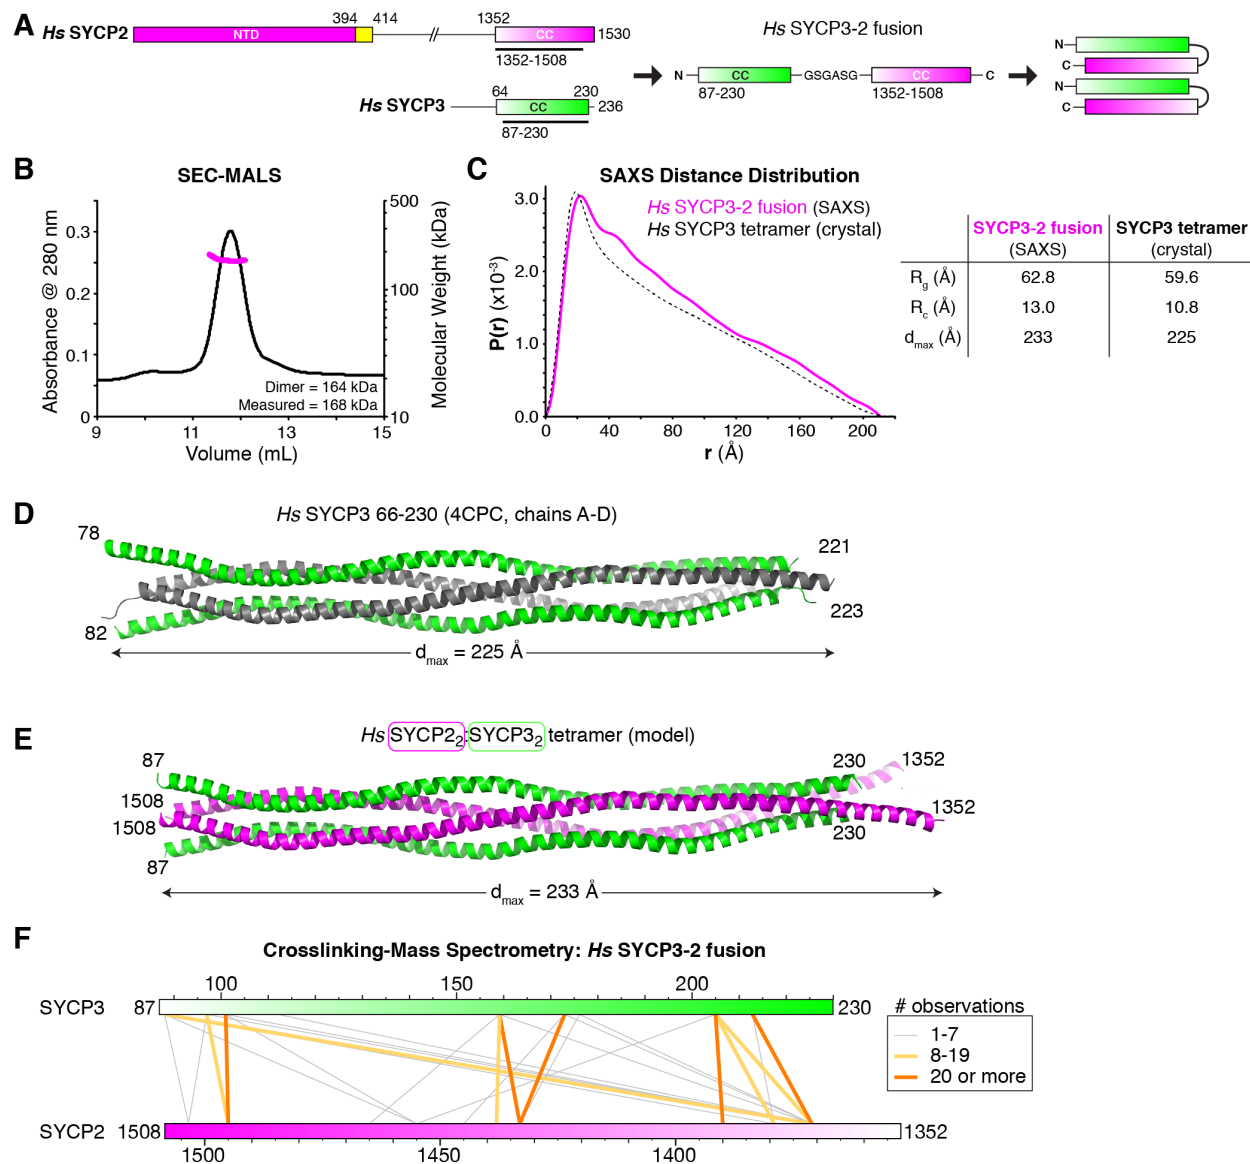 A
Hs SYCP2
NTD
394
414
1352
CC
1530
1352-1508
Hs SYCP3
64
230
CC
236
87-230
Hs SYCP3-2 fusion
N
CC
GSGASG
CC
C
87-230
1352-1508
N
C
N
C
B
SEC-MALS
Absorbance @ 280 nm
0.3
0.2
0.1
0
500
100
10
Molecular Weight (kDa)
Dimer = 164 kDa
Measured = 168 kDa
9
11
13
15
Volume (mL)
C
SAXS Distance Distribution
Hs SYCP3-2 fusion (SAXS)
Hs SYCP3 tetramer (crystal)
P(r) (x10-3)
3.0
2.0
1.0
0.0
0
40
80
120
160
200
r (Å)
SYCP3-2 fusion SYCP3 tetramer
(SAXS) (crystal)
Rg (Å) 62.8 59.6
Rc (Å) 13.0 10.8
dmax (Å) 233 225
D
Hs SYCP3 66-230 (4CPC, chains A-D)
78
82
221
223
dmax = 225 Å
E
Hs SYCP22:SYCP32 tetramer (model)
87
1508
1508
87
230
1352
1352
230
dmax = 233 Å
F
Crosslinking-Mass Spectrometry: Hs SYCP3-2 fusion
100
150
200
SYCP3
87
230
SYCP2
1508
1352
1500
1450
1400
# observations
1-7
8-19
20 or more